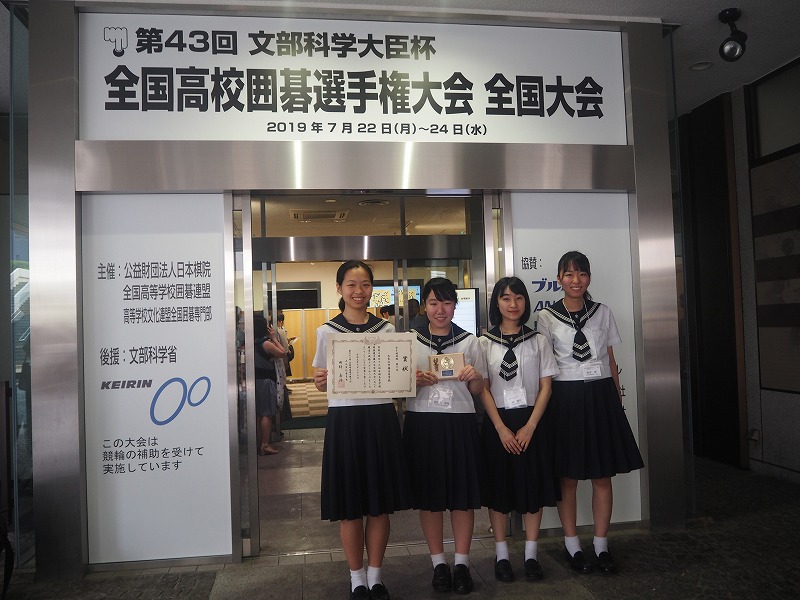 第43回 文部科学大臣杯
全国高校囲碁選手権大会 全国大会
2019年7月22日(月)～24日(水)
主催：公益財団法人日本棋院
全国高等学校囲碁連盟
高等学校文化連盟全国囲碁専門部
後援：文部科学省
KEIRIN
この大会は
競輪の補助を受けて
実施しています
協賛：
ブル
AN
賞状